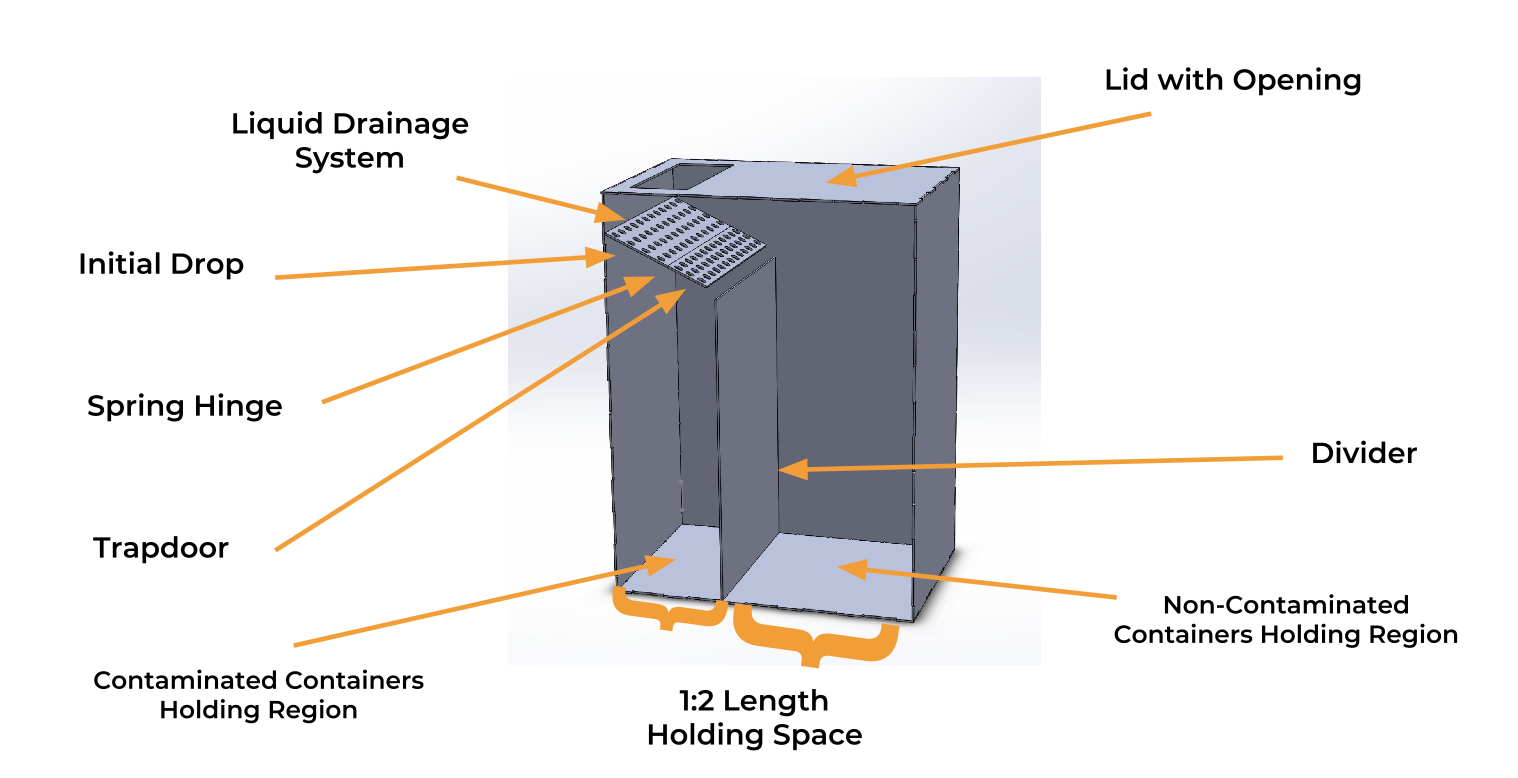 Lid with Opening
Liquid Drainage
System
Initial Drop
Spring Hinge
Divider
Trapdoor
Non-Contaminated
Containers Holding Region
Contaminated Containers
Holding Region
1:2 Length
Holding Space